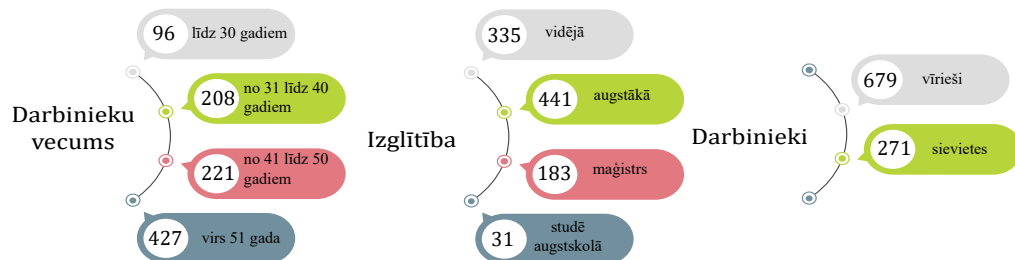 Darbinieku
vecums
96 līdz 30 gadiem
208 no 31 līdz 40
gadiem
221 no 41 līdz 50
gadiem
427 virs 51 gada
Izglītība
335 vidējā
441 augstākā
183 maģistrs
31 studē
augstskolā
Darbinieki
679 vīrieši
271 sievietes